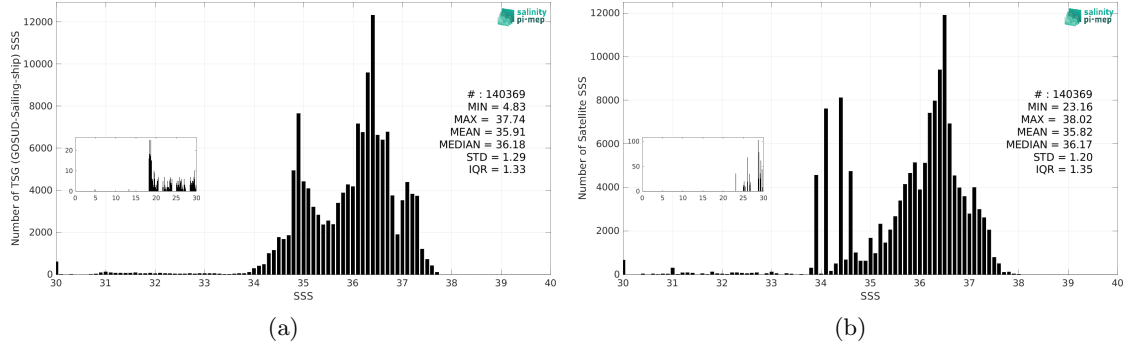 salinity
pi-mep
12000
10000
8000
6000
4000
2000
0
Number of TSG (GOSUD-Sailing-ship) SSS
# : 140369
MIN = 4.83
MAX = 37.74
MEAN = 35.91
MEDIAN = 36.18
STD = 1.29
IQR = 1.33
20
10
0
0 5 10 15 20 25 30
30 31 32 33 34 35 36 37 38 39 40
SSS
(a)
salinity
pi-mep
12000
10000
8000
6000
4000
2000
0
Number of Satellite SSS
# : 140369
MIN = 23.16
MAX = 38.02
MEAN = 35.82
MEDIAN = 36.17
STD = 1.20
IQR = 1.35
100
50
0
0 5 10 15 20 25 30
30 31 32 33 34 35 36 37 38 39 40
SSS
(b)